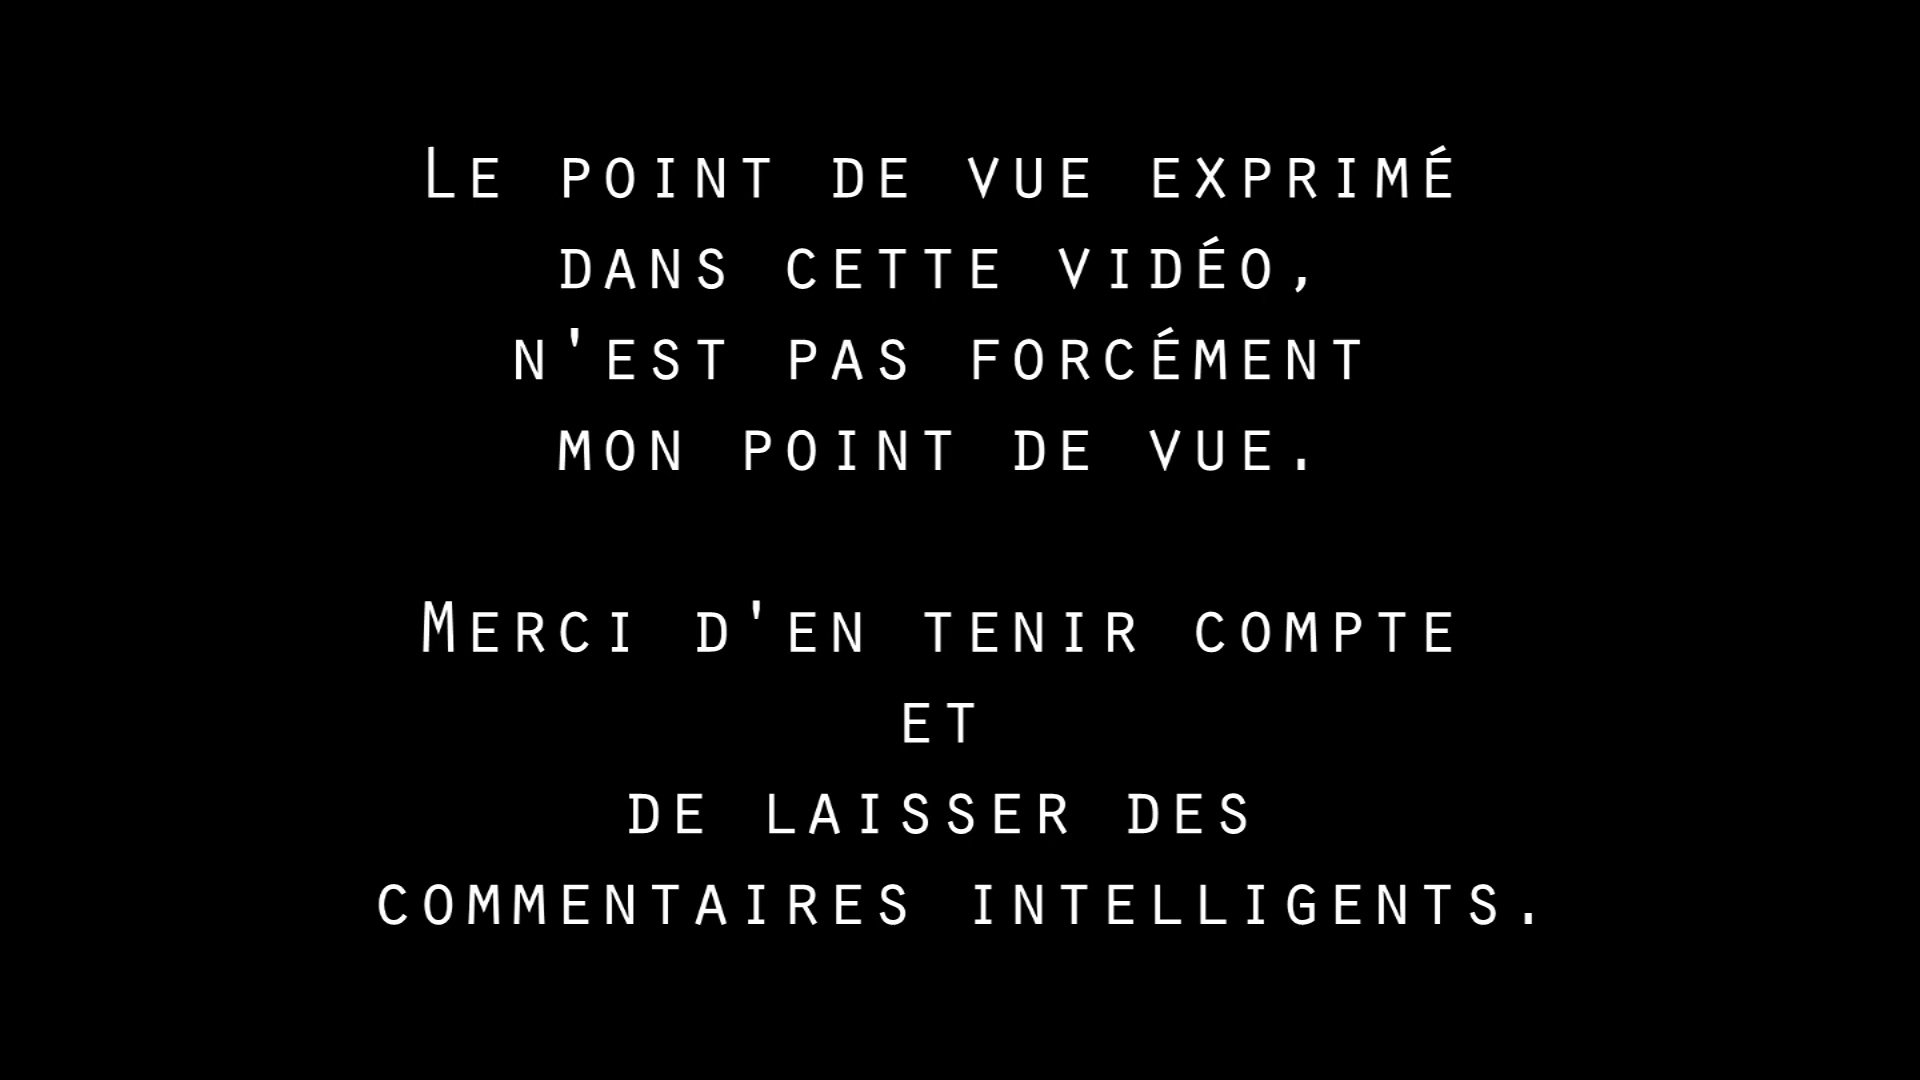 Le point de vue exprimé
dans cette vidéo,
n'est pas forcément
mon point de vue.
Merci d'en tenir compte
et
de laisser des
commentaires intelligents.